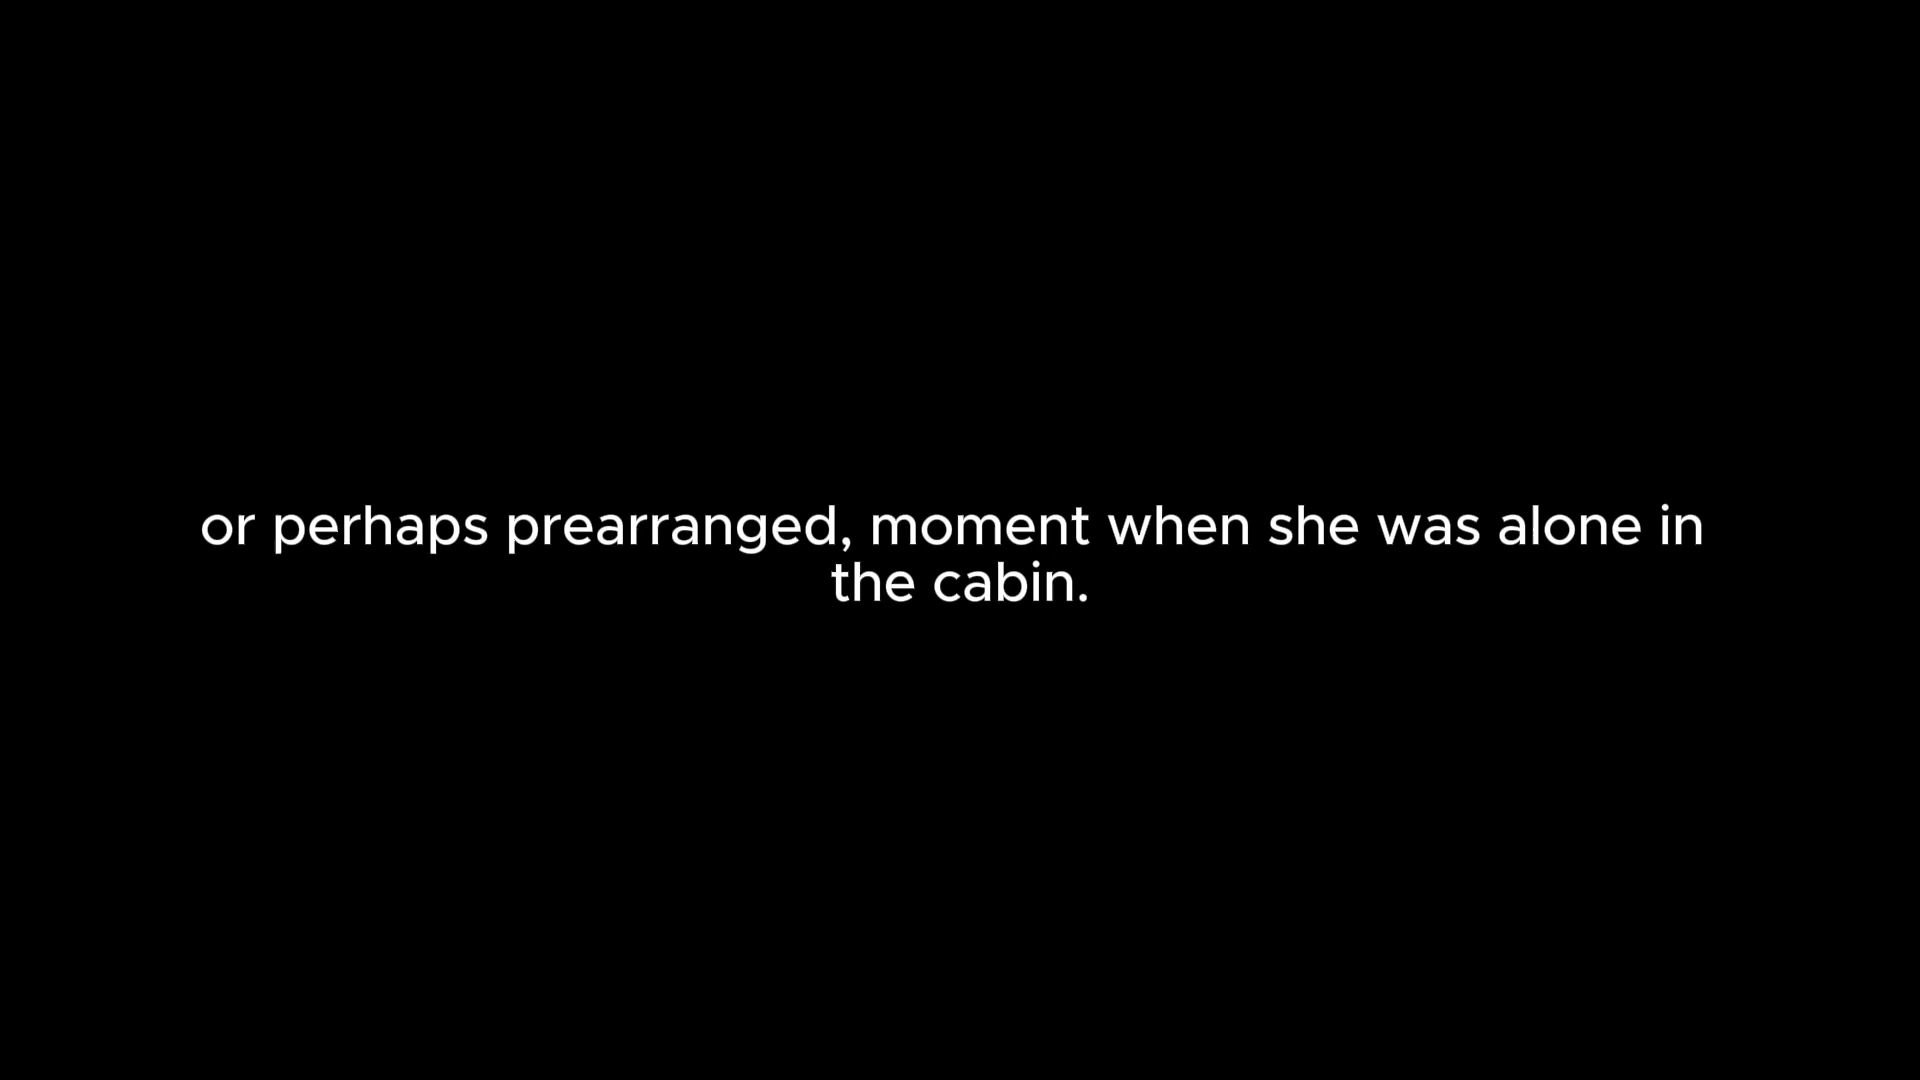 or perhaps prearranged, moment when she was alone in
the cabin.